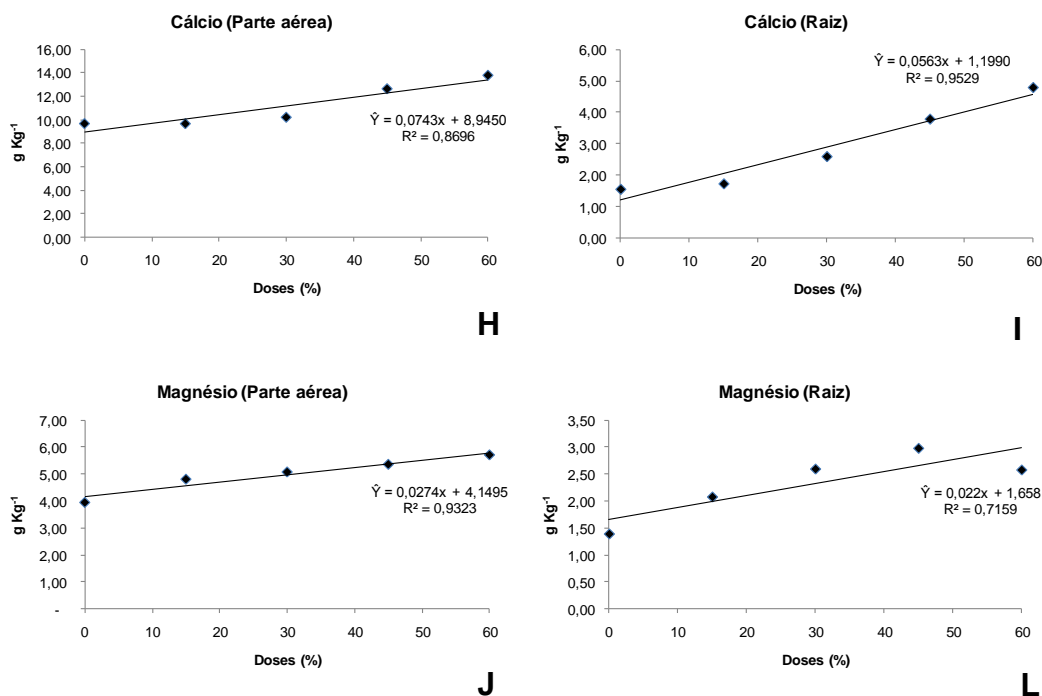 Cálcio (Parte aérea)
16,00
14,00
12,00
10,00
8,00
6,00
4,00
2,00
0,00
g Kg⁻¹
Ŷ = 0,0743x + 8,9450
R² = 0,8696
0 10 20 30 40 50 60
Doses (%)
H
Cálcio (Raiz)
6,00
5,00
4,00
3,00
2,00
1,00
0,00
g Kg⁻¹
Ŷ = 0,0563x + 1,1990
R² = 0,9529
0 10 20 30 40 50 60
Doses (%)
I
Magnésio (Parte aérea)
7,00
6,00
5,00
4,00
3,00
2,00
1,00
-
g Kg⁻¹
Ŷ = 0,0274x + 4,1495
R² = 0,9323
0 10 20 30 40 50 60
Doses (%)
J
Magnésio (Raiz)
3,50
3,00
2,50
2,00
1,50
1,00
0,50
0,00
g Kg⁻¹
Ŷ = 0,022x + 1,658
R² = 0,7159
0 10 20 30 40 50 60
Doses (%)
L